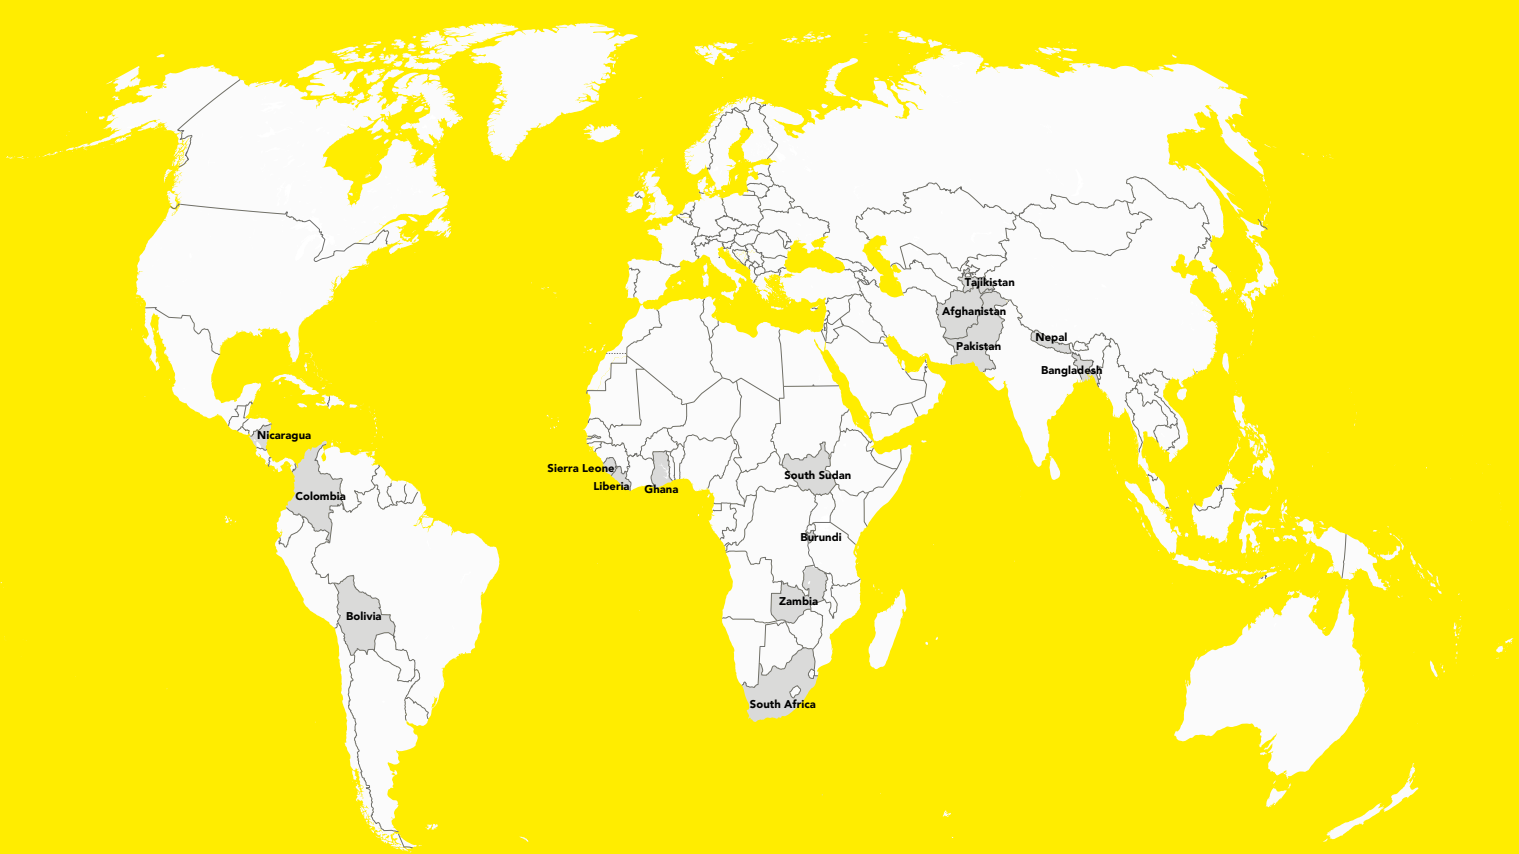 Tajikistan
Afghanistan
Nepal
Pakistan
Bangladesh
Nicaragua
Sierra Leone
South Sudan
Liberia
Ghana
Colombia
Burundi
Zambia
Bolivia
South Africa